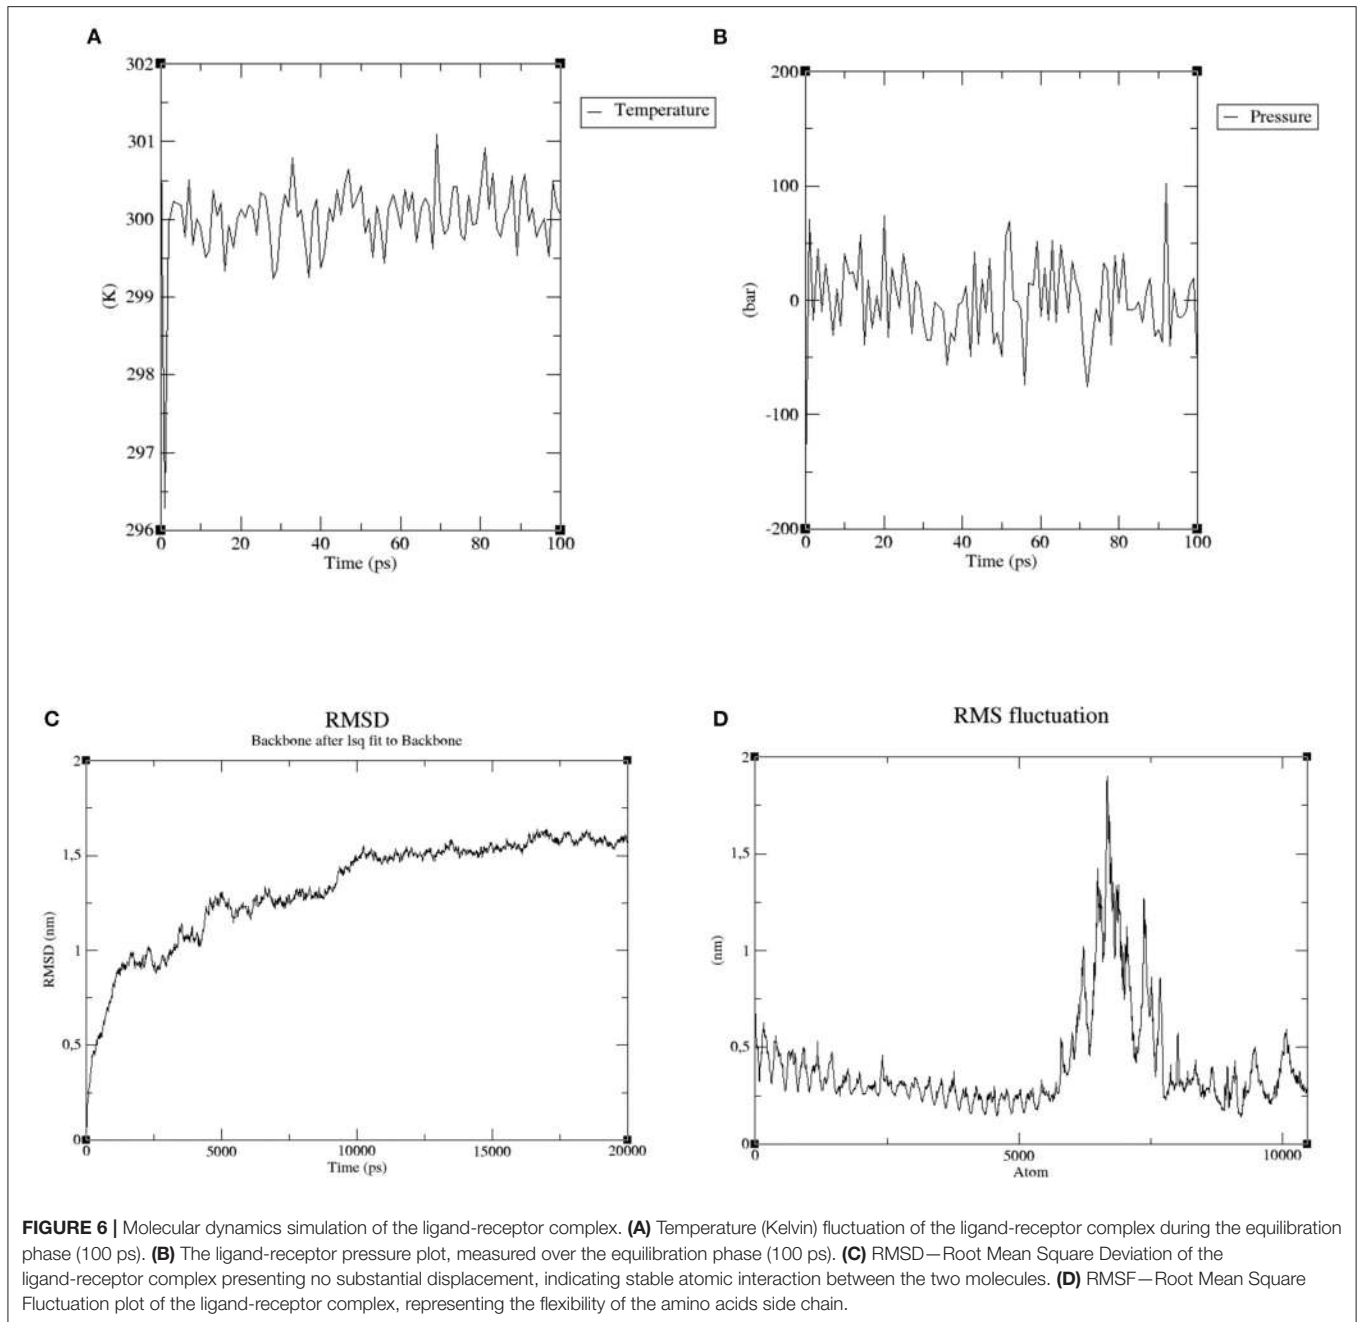 A
302
301
300
299
298
297
296
(K)
0 20 40 60 80 100
Time (ps)
Temperature
B
200
100
0
-100
-200
(bar)
0 20 40 60 80 100
Time (ps)
Pressure
C
RMSD
Backbone after lsq fit to Backbone
2
1,5
1
0,5
0
RMSD (nm)
0 5000 10000 15000 20000
Time (ps)
D
RMS fluctuation
2
1,5
1
0,5
0
(nm)
0 5000 10000
Atom
FIGURE 6 | Molecular dynamics simulation of the ligand-receptor complex. (A) Temperature (Kelvin) fluctuation of the ligand-receptor complex during the equilibration
phase (100 ps). (B) The ligand-receptor pressure plot, measured over the equilibration phase (100 ps). (C) RMSD—Root Mean Square Deviation of the
ligand-receptor complex presenting no substantial displacement, indicating stable atomic interaction between the two molecules. (D) RMSF—Root Mean Square
Fluctuation plot of the ligand-receptor complex, representing the flexibility of the amino acids side chain.